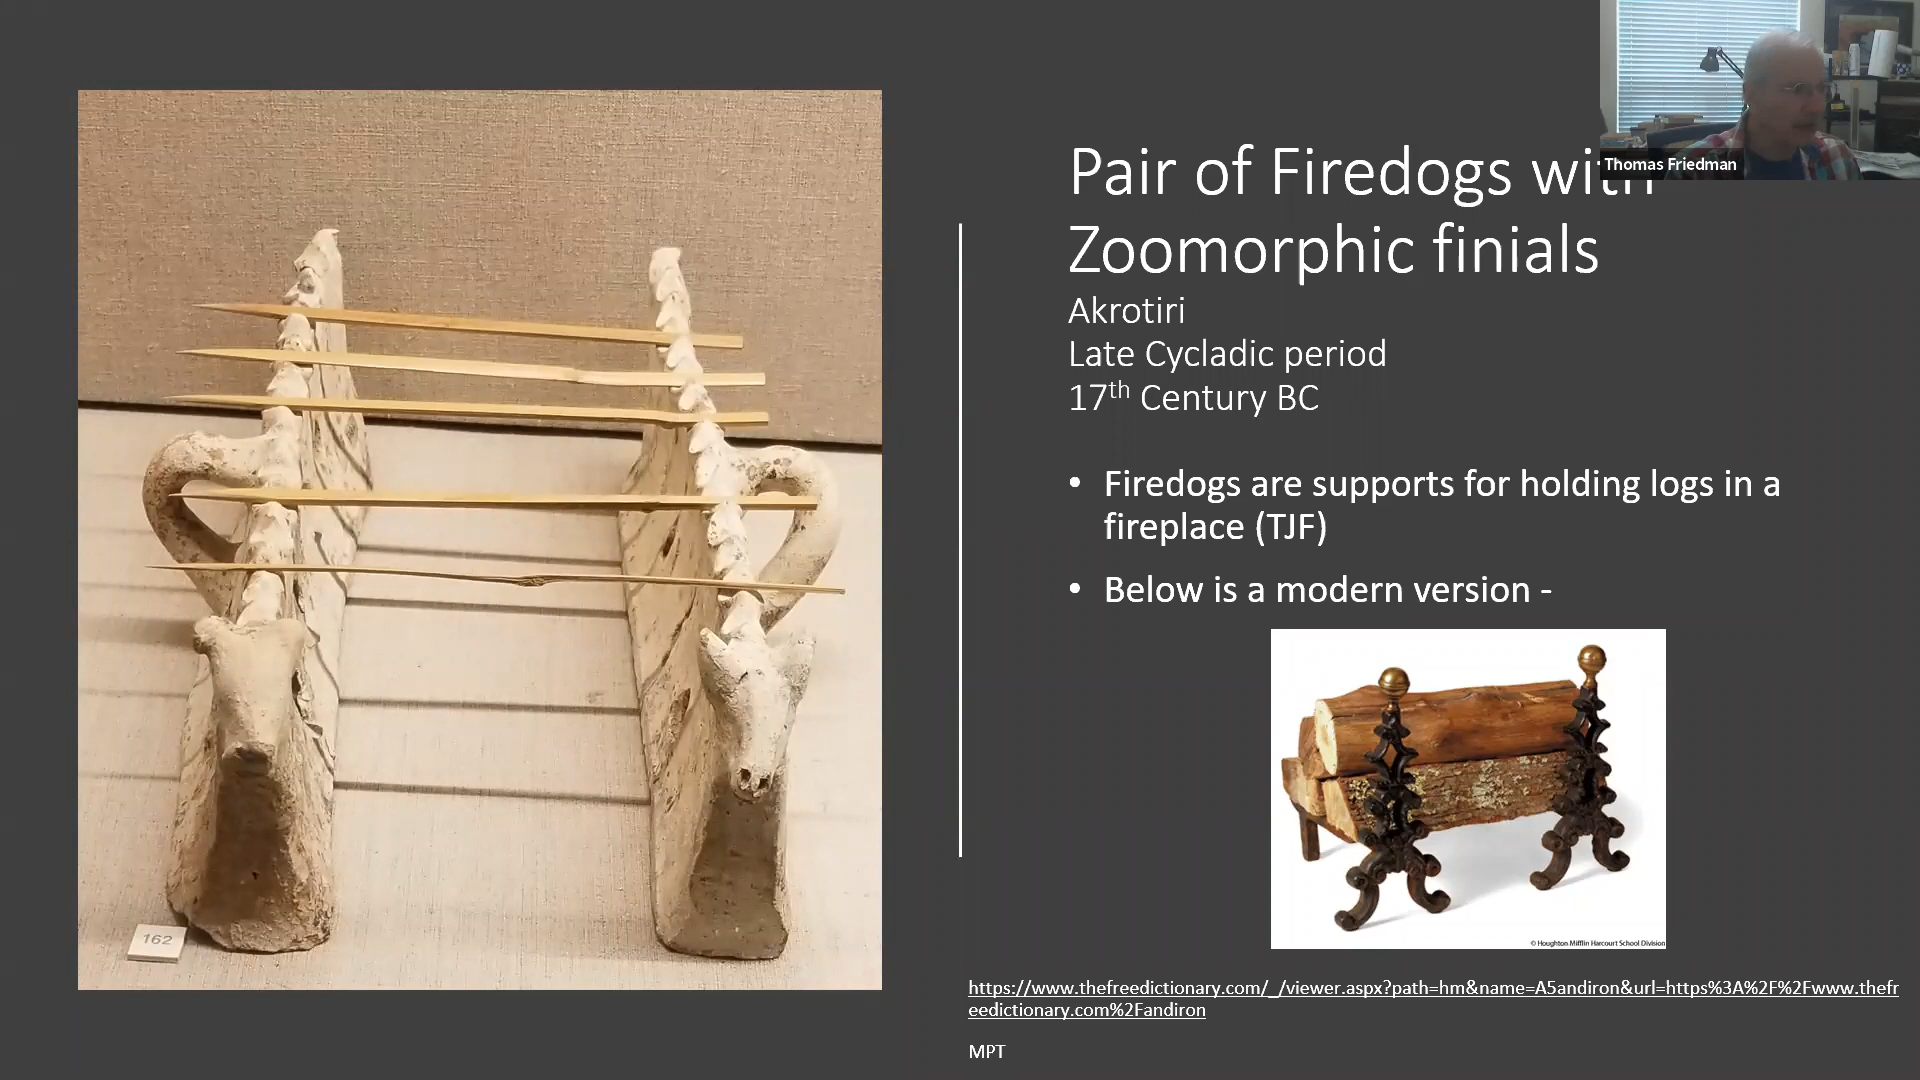 Thomas Friedman
Pair of Firedogs with
Zoomorphic finials
Akrotiri
Late Cycladic period
17th Century BC
• Firedogs are supports for holding logs in a
fireplace (TJF)
• Below is a modern version -
162
© Houghton Mifflin Harcourt School Division
https://www.thefreedictionary.com/_/viewer.aspx?path=hm&name=A5andiron&url=https%3A%2F%2Fwww.thefr
eedictionary.com%2Fandiron
MPT